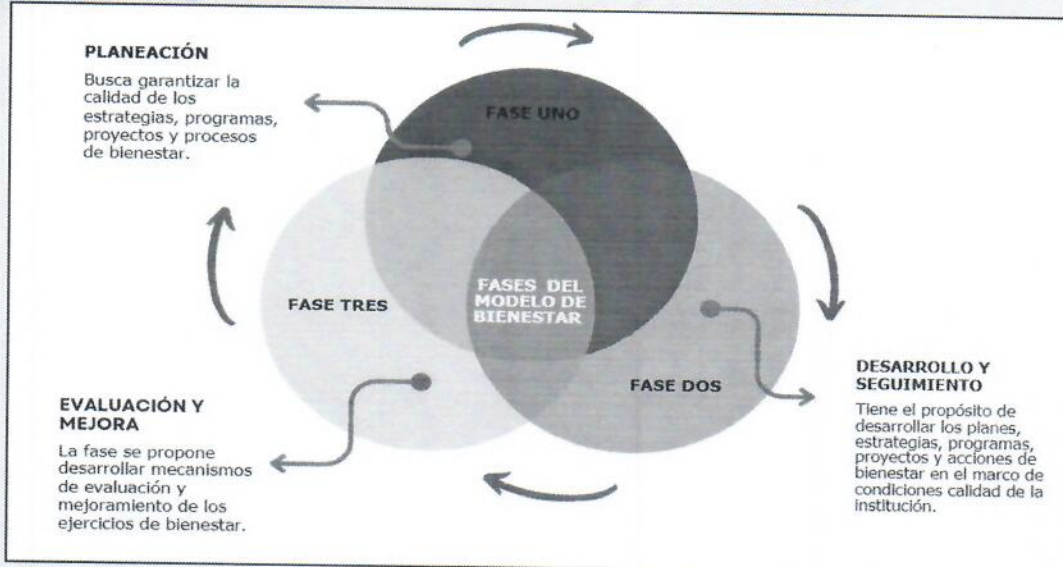 PLANEACIÓN
Busca garantizar la
calidad de los
estrategias, programas,
proyectos y procesos
de bienestar.
FASE UNO
FASE TRES
FASES DEL
MODELO DE
BIENESTAR
FASE DOS
EVALUACIÓN Y
MEJORA
La fase se propone
desarrollar mecanismos
de evaluación y
mejoramiento de los
ejercicios de bienestar.
DESARROLLO Y
SEGUIMIENTO
Tiene el propósito de
desarrollar los planes,
estrategias, programas,
proyectos y acciones de
bienestar en el marco de
condiciones calidad de la
institución.